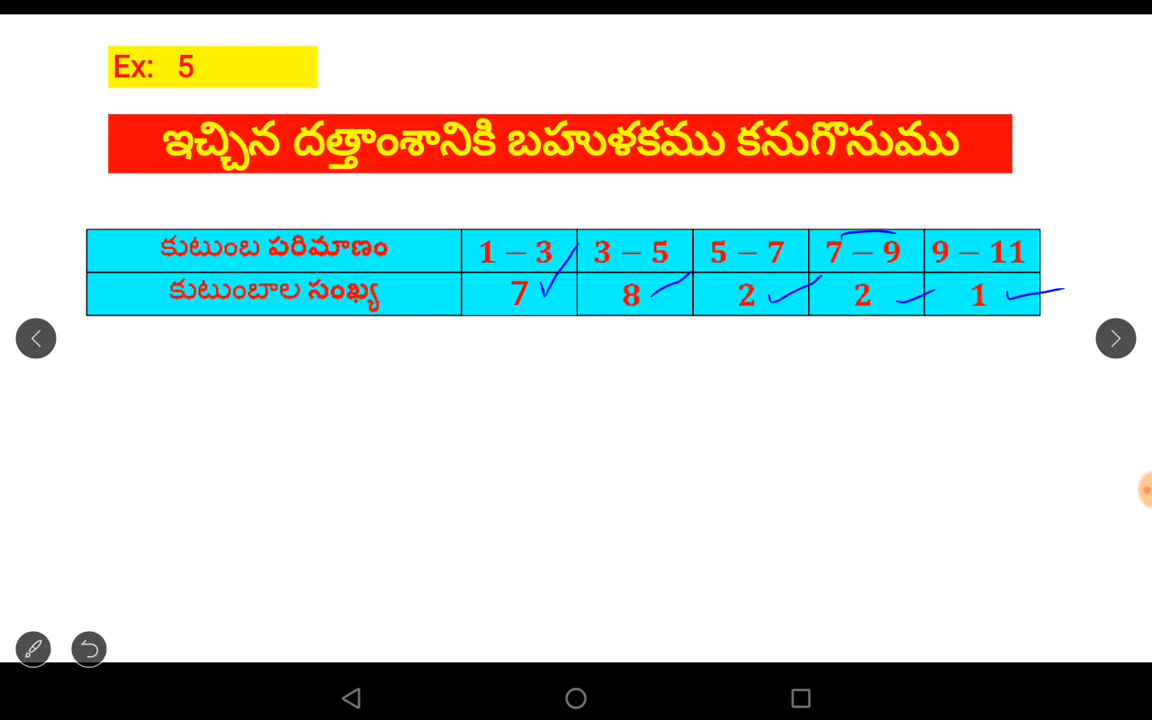 Ex: 5
ఇచ్చిన దత్తాంశానికి బహుళకము కనుగొనుము
కుటుంబ పరిమాణం 1 – 3 3 – 5 5 – 7 7 – 9 9 – 11
కుటుంబాల సంఖ్య 7 8 2 2 1